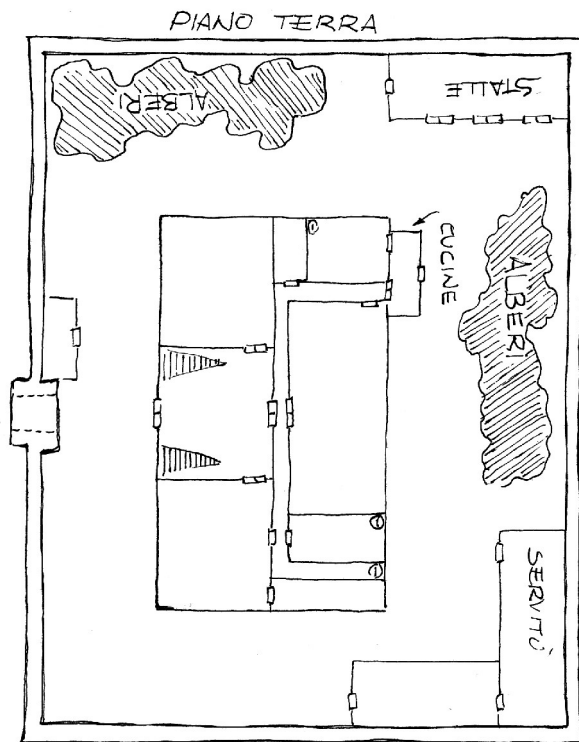 PIANO TERRA
ALBERI
STALLE
CUCINE
ALBERI
SERVITÙ